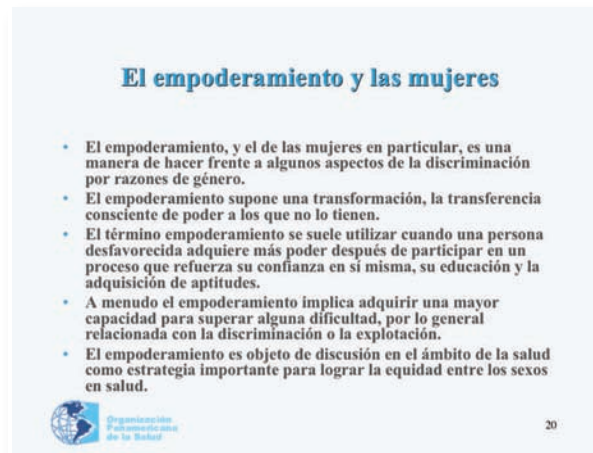 El empoderamiento y las mujeres
• El empoderamiento, y el de las mujeres en particular, es una
manera de hacer frente a algunos aspectos de la discriminación
por razones de género.
• El empoderamiento supone una transformación, la transferencia
consciente de poder a los que no lo tienen.
• El término empoderamiento se suele utilizar cuando una persona
desfavorecida adquiere más poder después de participar en un
proceso que refuerza su confianza en sí misma, su educación y la
adquisición de aptitudes.
• A menudo el empoderamiento implica adquirir una mayor
capacidad para superar alguna dificultad, por lo general
relacionada con la discriminación o la explotación.
• El empoderamiento es objeto de discusión en el ámbito de la salud
como estrategia importante para lograr la equidad entre los sexos
en salud.
Organización
Panamericana
de la Salud
20